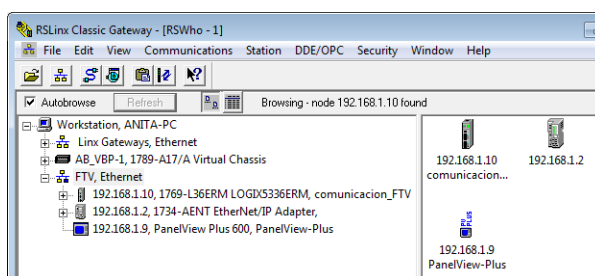 RSLinx Classic Gateway - [RSWho - 1]
File Edit View Communications Station DDE/OPC Security Window Help
Autobrowse Refresh Browsing - node 192.168.1.10 found
Workstation, ANITA-PC
Linx Gateways, Ethernet
AB_VBP-1, 1789-A17/A Virtual Chassis
FTV, Ethernet
192.168.1.10, 1769-L36ERM LOGIX5336ERM, comunicacion_FTV
192.168.1.2, 1734-AENT EtherNet/IP Adapter,
192.168.1.9, PanelView Plus 600, PanelView-Plus
192.168.1.10 192.168.1.2
comunicacion...
PV PLUS
192.168.1.9
PanelView-Plus